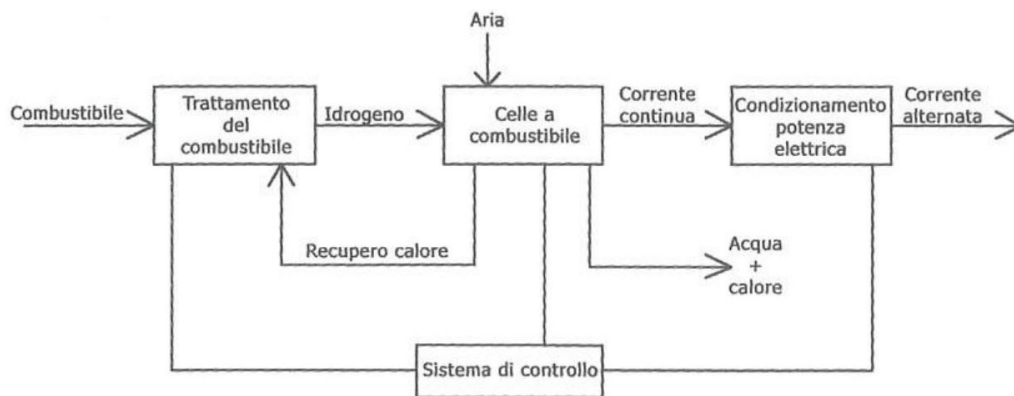 Aria
Combustibile
Trattamento
del
combustibile
Idrogeno
Celle a
combustibile
Corrente
continua
Condizionamento
potenza
elettrica
Corrente
alternata
Recupero calore
Acqua
+
calore
Sistema di controllo